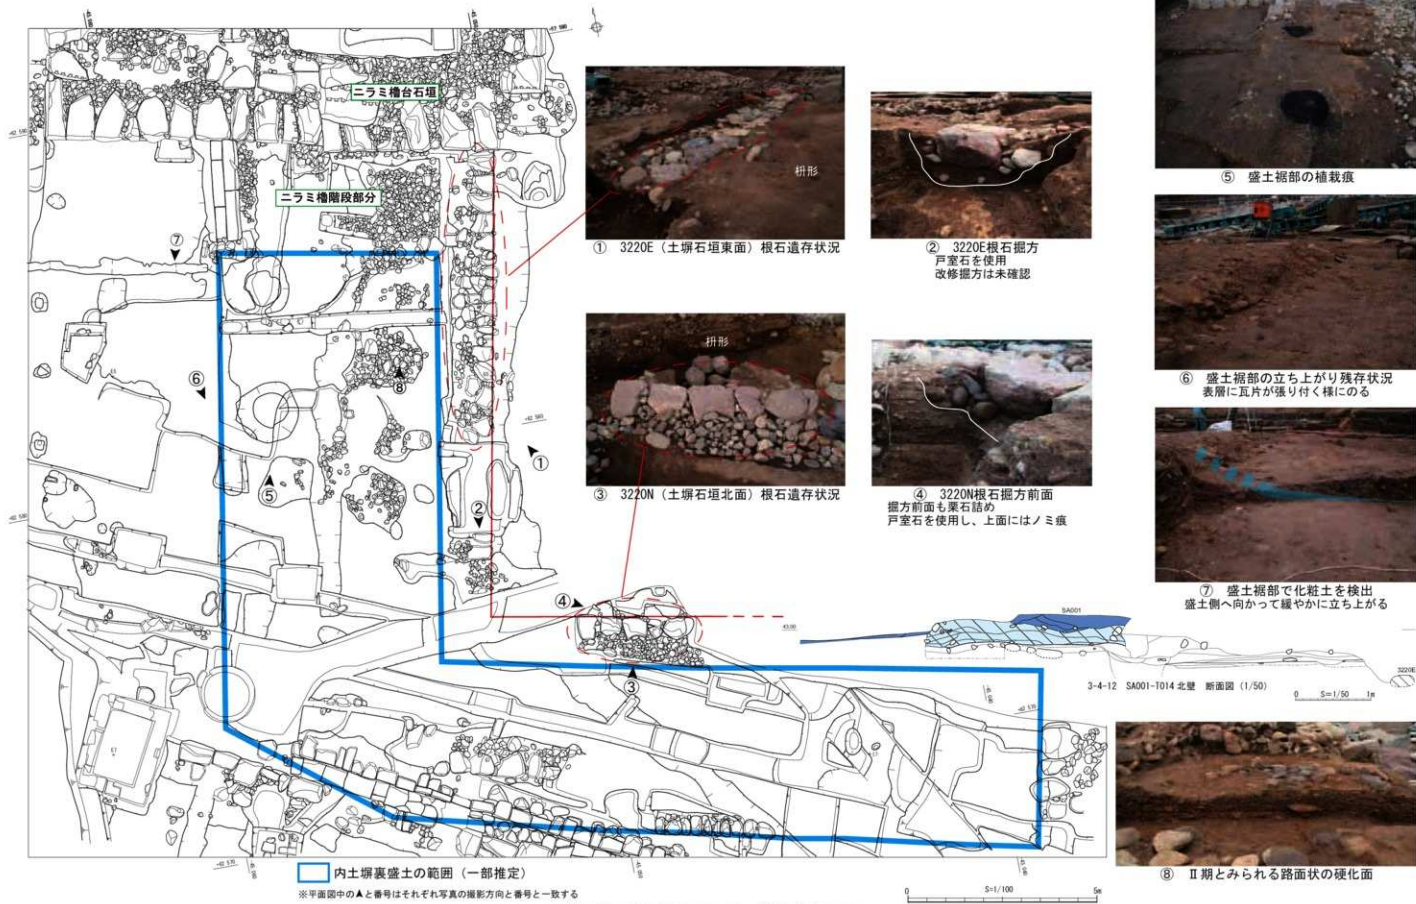 ニラミ櫓台石垣
ニラミ櫓階段部分
枡形
① 3220E（土塀石垣東面）根石遺存状況
② 3220E根石掘方
戸室石を使用
改修掘方は未確認
枡形
③ 3220N（土塀石垣北面）根石遺存状況
④ 3220N根石掘方前面
掘方前面も栗石詰め
戸室石を使用し、上面にはノミ痕
⑤ 盛土裾部の植栽痕
⑥ 盛土裾部の立ち上がり残存状況
表層に瓦片が張り付く様にのる
⑦ 盛土裾部で化粧土を検出
盛土側へ向かって緩やかに立ち上がる
⑦
⑥
⑧
⑤
①
②
④
③
SA001
43.00
3220E
3-4-12 SA001-T014 北壁 断面図（1/50）
0 S=1/50 1m
⑧ Ⅱ期とみられる路面状の硬化面
内土塀裏盛土の範囲（一部推定）
※平面図中の▲と番号はそれぞれ写真の撮影方向と番号と一致する
0 S=1/100 5m